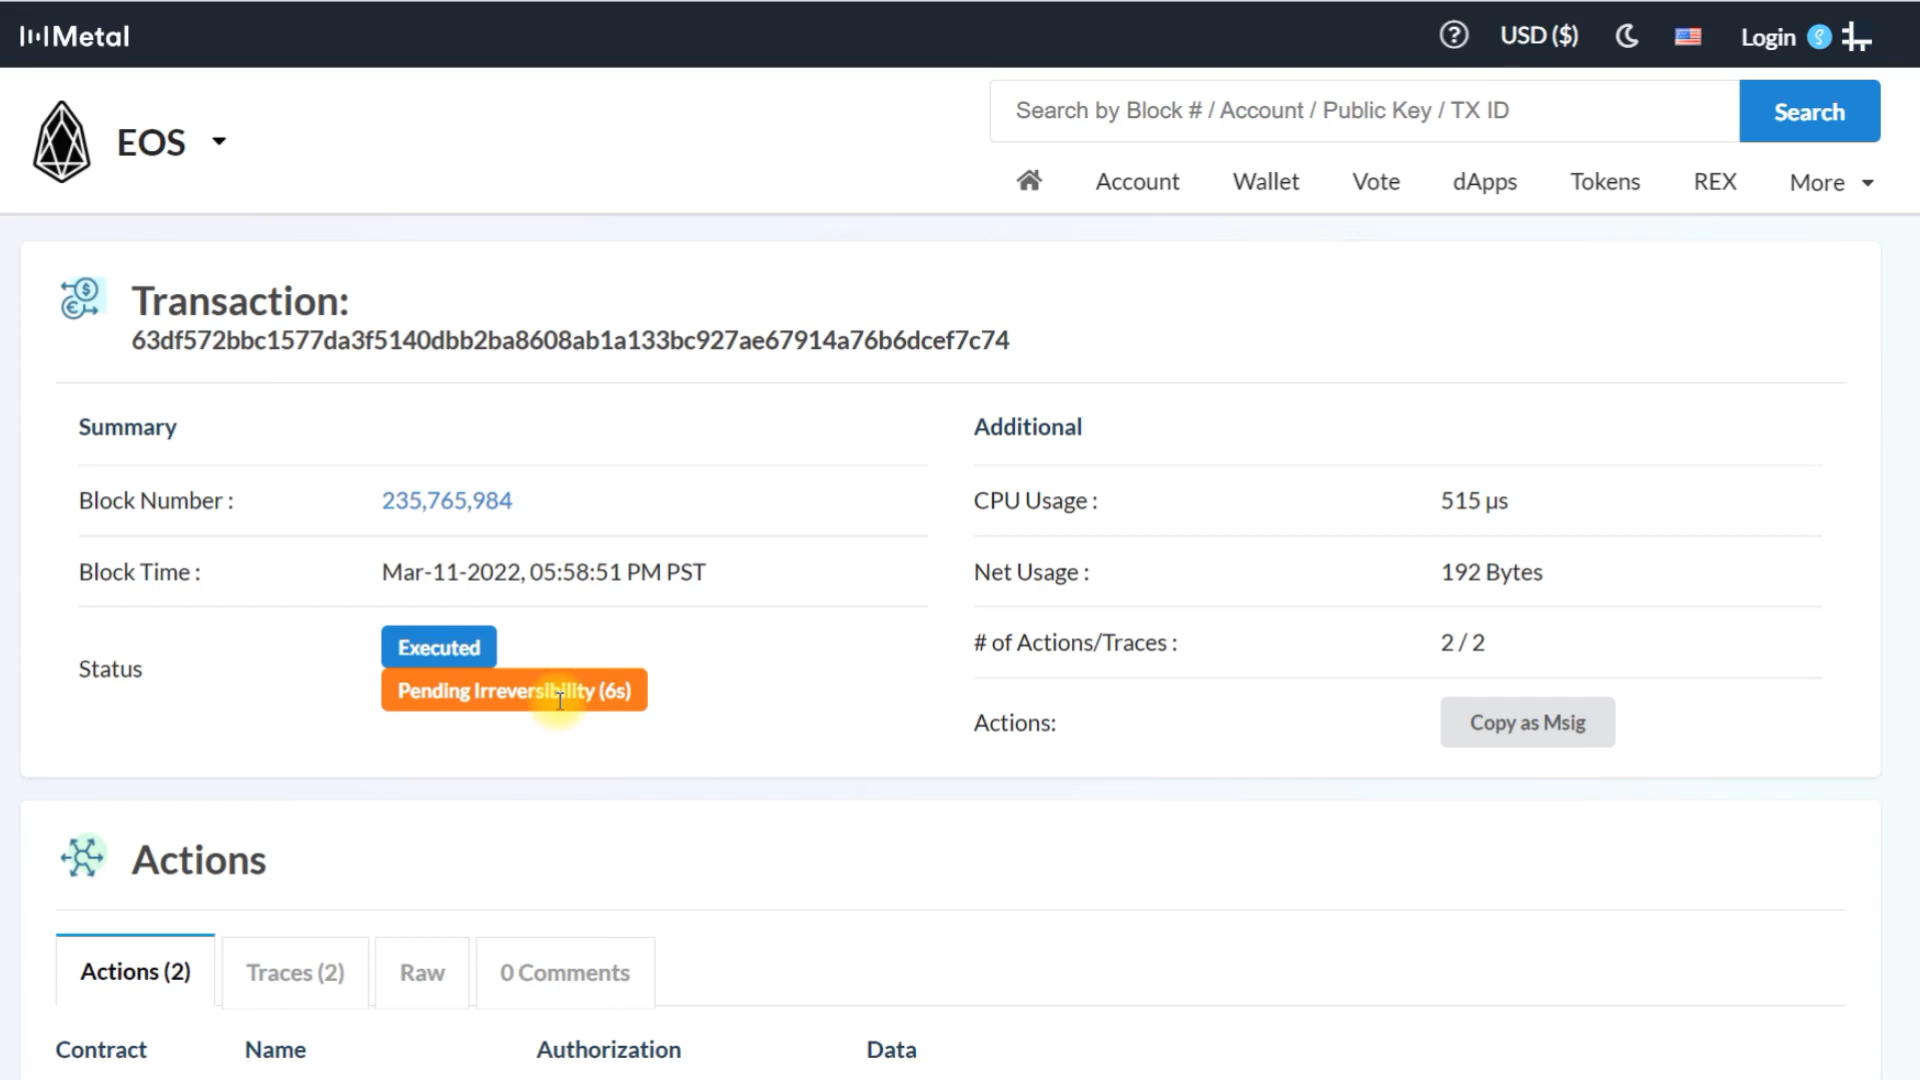 Metal
USD ($)
Login
EOS
Search by Block # / Account / Public Key / TX ID
Search
Account
Wallet
Vote
dApps
Tokens
REX
More
Transaction:
63df572bbc1577da3f5140dbb2ba8608ab1a133bc927ae67914a76b6dcef7c74
Summary
Block Number :
235,765,984
Block Time :
Mar-11-2022, 05:58:51 PM PST
Status
Executed
Pending Irreversibility (6s)
Additional
CPU Usage :
515 µs
Net Usage :
192 Bytes
# of Actions/Traces :
2 / 2
Actions:
Copy as Msig
Actions
Actions (2)
Traces (2)
Raw
0 Comments
Contract
Name
Authorization
Data